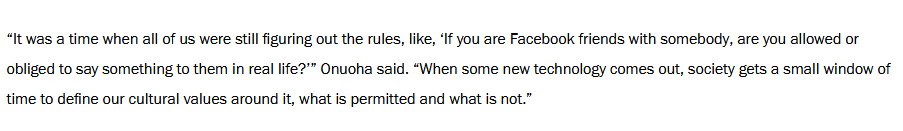 “It was a time when all of us were still figuring out the rules, like, ‘If you are Facebook friends with somebody, are you allowed or
obliged to say something to them in real life?’” Onuoha said. “When some new technology comes out, society gets a small window of
time to define our cultural values around it, what is permitted and what is not.”